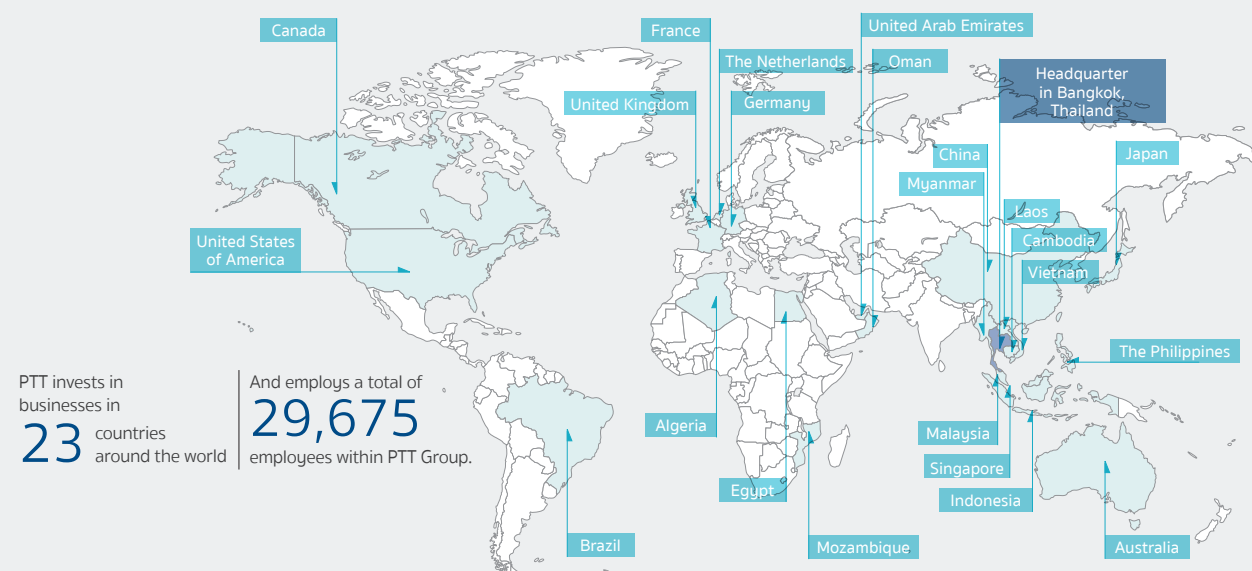 Canada
France
United Arab Emirates
The Netherlands
Oman
United Kingdom
Germany
Headquarter
in Bangkok,
Thailand
China
Japan
Myanmar
Laos
Cambodia
United States
of America
Vietnam
The Philippines
PTT invests in
businesses in
23 countries
around the world
And employs a total of
29,675
employees within PTT Group.
Algeria
Malaysia
Singapore
Egypt
Indonesia
Brazil
Mozambique
Australia